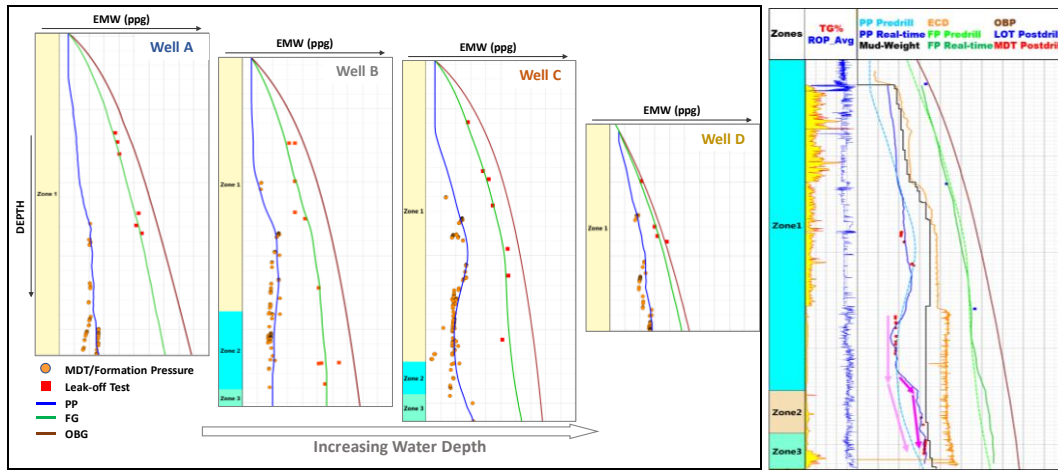 EMW (ppg)
Well A
DEPTH
Zone 1
EMW (ppg)
Well B
Zone 1
Zone 2
Zone 3
EMW (ppg)
Well C
Zone 1
Zone 2
Zone 3
EMW (ppg)
Well D
Zone 1
MDT/Formation Pressure
Leak-off Test
PP
FG
OBG
Increasing Water Depth
Zones
TG%
ROP_Avg
PP Predrill ECD OBP
PP Real-time FP Predrill LOT Postdrill
Mud-Weight FP Real-time MDT Postdrill
Zone1
Zone2
Zone3